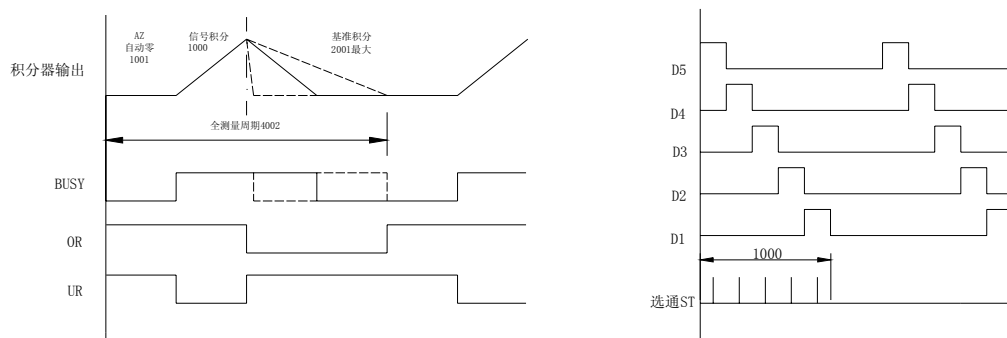 AZ
自动零
1001
信号积分
1000
基准积分
2001最大
积分器输出
全测量周期4002
BUSY
OR
UR
D5
D4
D3
D2
D1
1000
选通ST